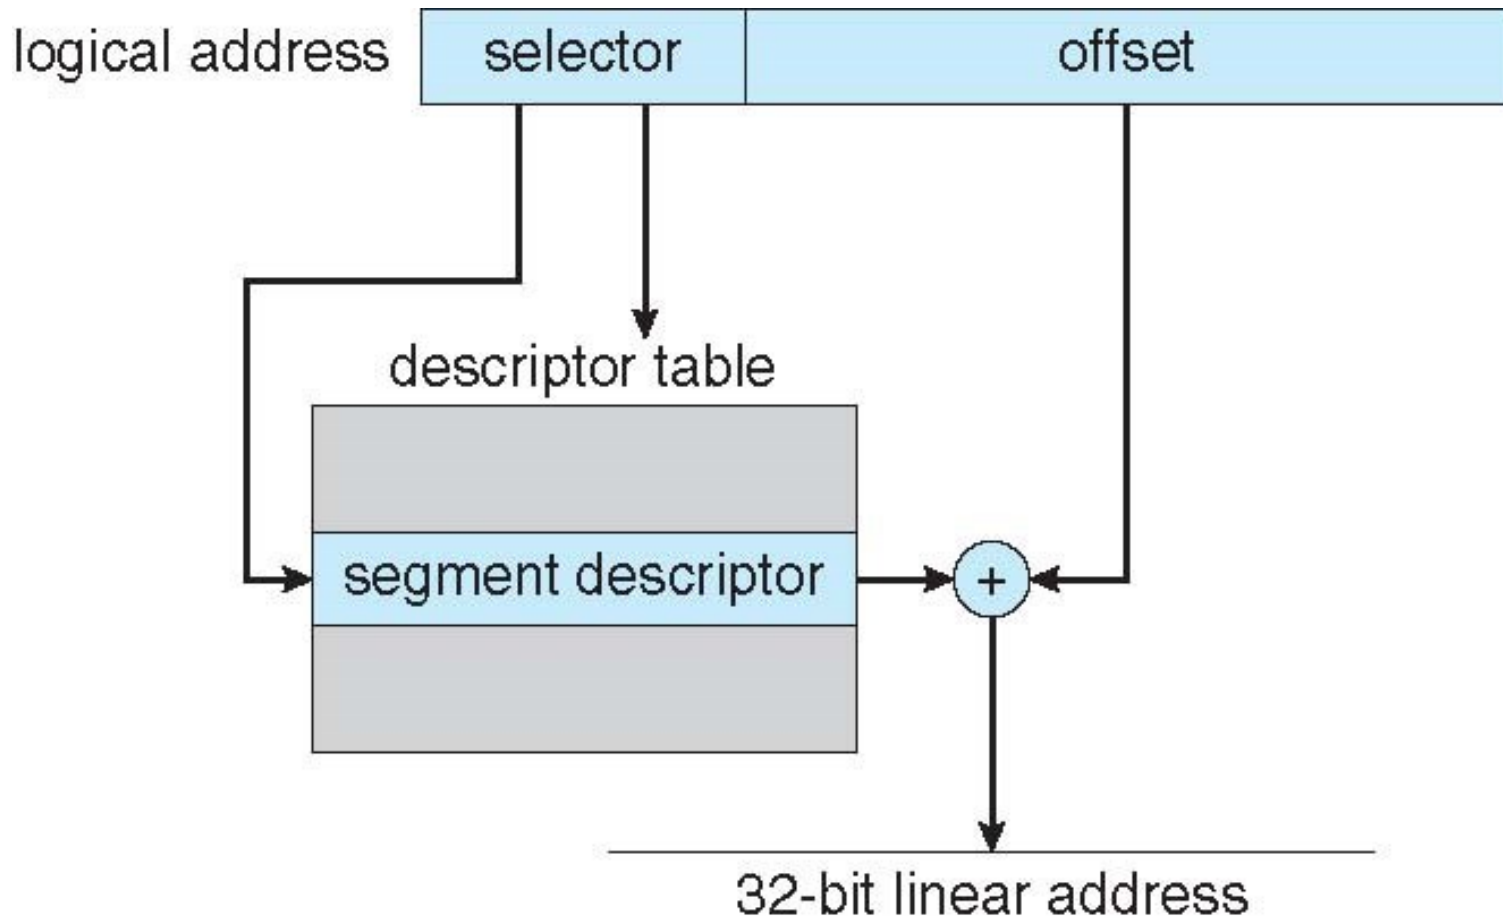 logical address
selector
offset
descriptor table
segment descriptor
+
32-bit linear address